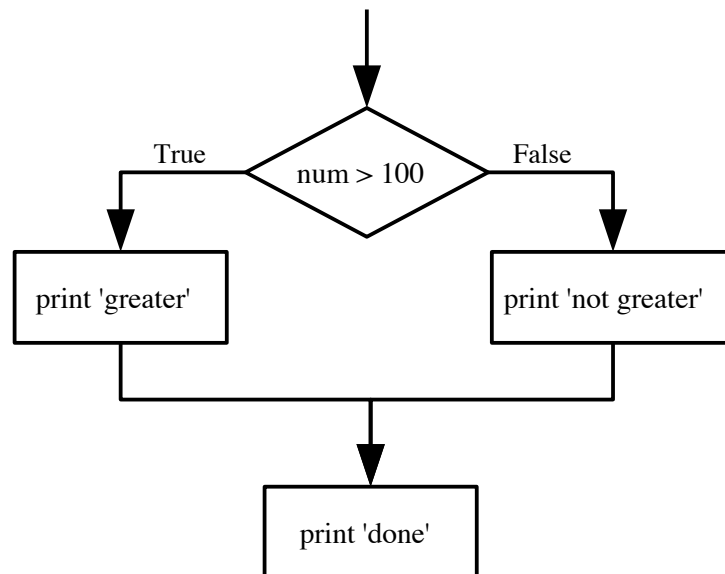 True
False
num > 100
print 'greater'
print 'not greater'
print 'done'